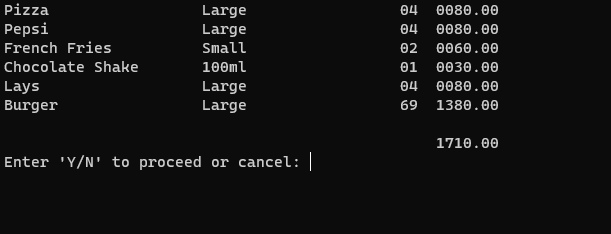 Pizza Large 04 0080.00
Pepsi Large 04 0080.00
French Fries Small 02 0060.00
Chocolate Shake 100ml 01 0030.00
Lays Large 04 0080.00
Burger Large 69 1380.00
1710.00
Enter 'Y/N' to proceed or cancel: